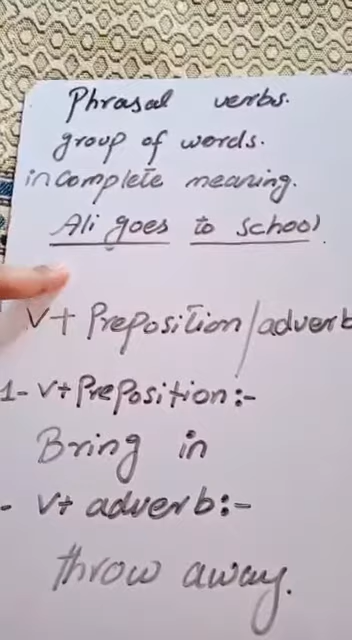 Phrasal verbs.
group of words.
incomplete meaning.
Ali goes to school.
V+ Preposition/adverb
1- V+Preposition:-
Bring in
- V+ adverb:-
throw away.